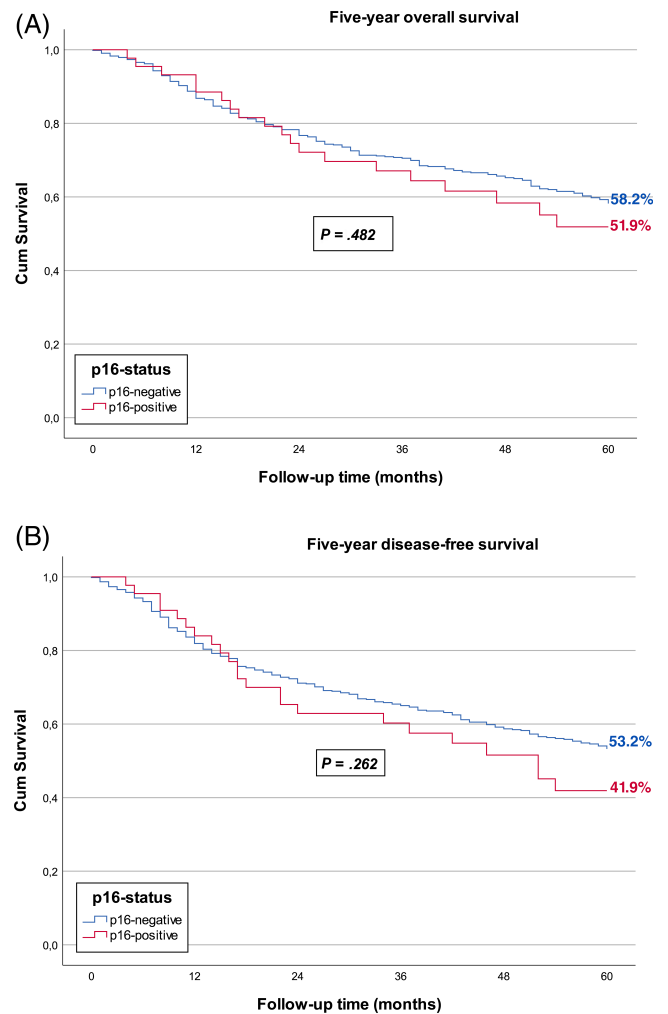 (A)
Five-year overall survival
1,0
0,8
0,6
0,4
0,2
0,0
Cum Survival
58.2%
51.9%
P = .482
p16-status
p16-negative
p16-positive
0 12 24 36 48 60
Follow-up time (months)
(B)
Five-year disease-free survival
1,0
0,8
0,6
0,4
0,2
0,0
Cum Survival
53.2%
41.9%
P = .262
p16-status
p16-negative
p16-positive
0 12 24 36 48 60
Follow-up time (months)